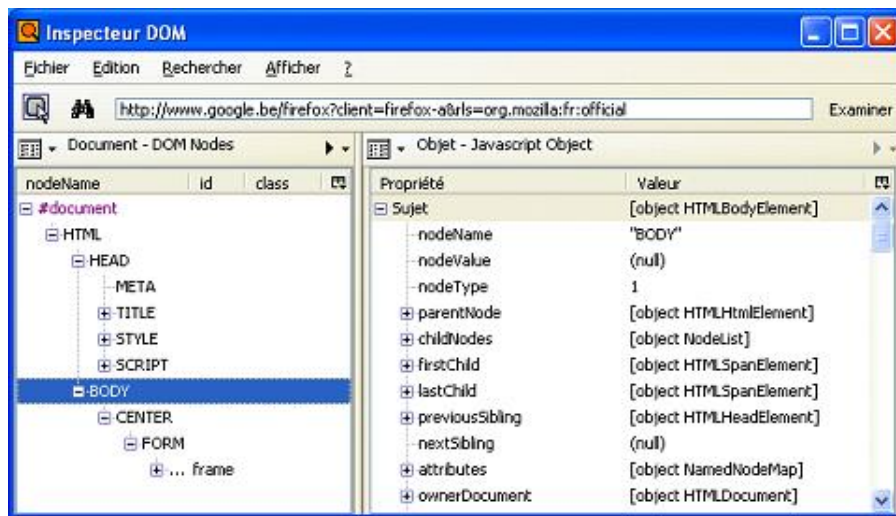 Inspecteur DOM
Fichier Edition Rechercher Afficher ?
http://www.google.be/firefox?client=firefox-a&rls=org.mozilla:fr:official Examiner
Document - DOM Nodes
nodeName id class
#document
HTML
HEAD
META
TITLE
STYLE
SCRIPT
BODY
CENTER
FORM
... frame
Objet - Javascript Object
Propriété Valeur
Sujet [object HTMLBodyElement]
nodeName "BODY"
nodeValue (null)
nodeType 1
parentNode [object HTMLHtmlElement]
childNodes [object NodeList]
firstChild [object HTMLSpanElement]
lastChild [object HTMLSpanElement]
previousSibling [object HTMLHeadElement]
nextSibling (null)
attributes [object NamedNodeMap]
ownerDocument [object HTMLDocument]